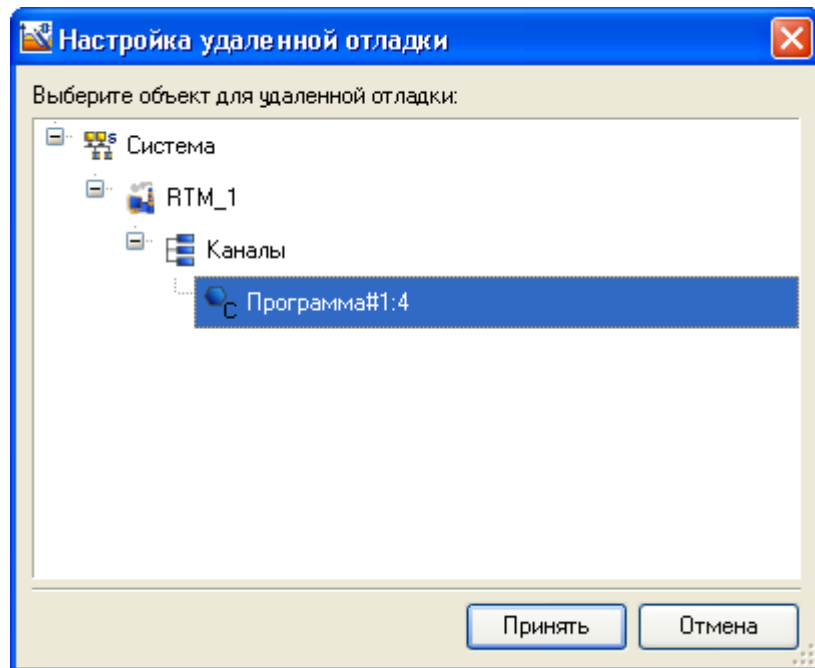 Настройка удаленной отладки
Выберите объект для удаленной отладки:
Система
RTM_1
Каналы
Программа#1:4
Принять
Отмена